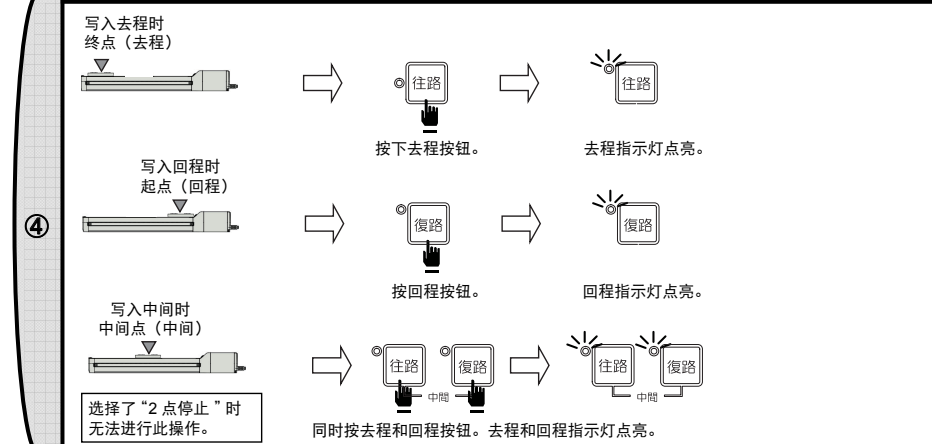 写入去程时
终点（去程）
往路
往路
按下去程按钮。
去程指示灯点亮。
写入回程时
起点（回程）
④
復路
復路
按回程按钮。
回程指示灯点亮。
写入中间时
中间点（中间）
往路
復路
往路
復路
中間
中間
选择了“2 点停止 ”时
无法进行此操作。
同时按去程和回程按钮。去程和回程指示灯点亮。